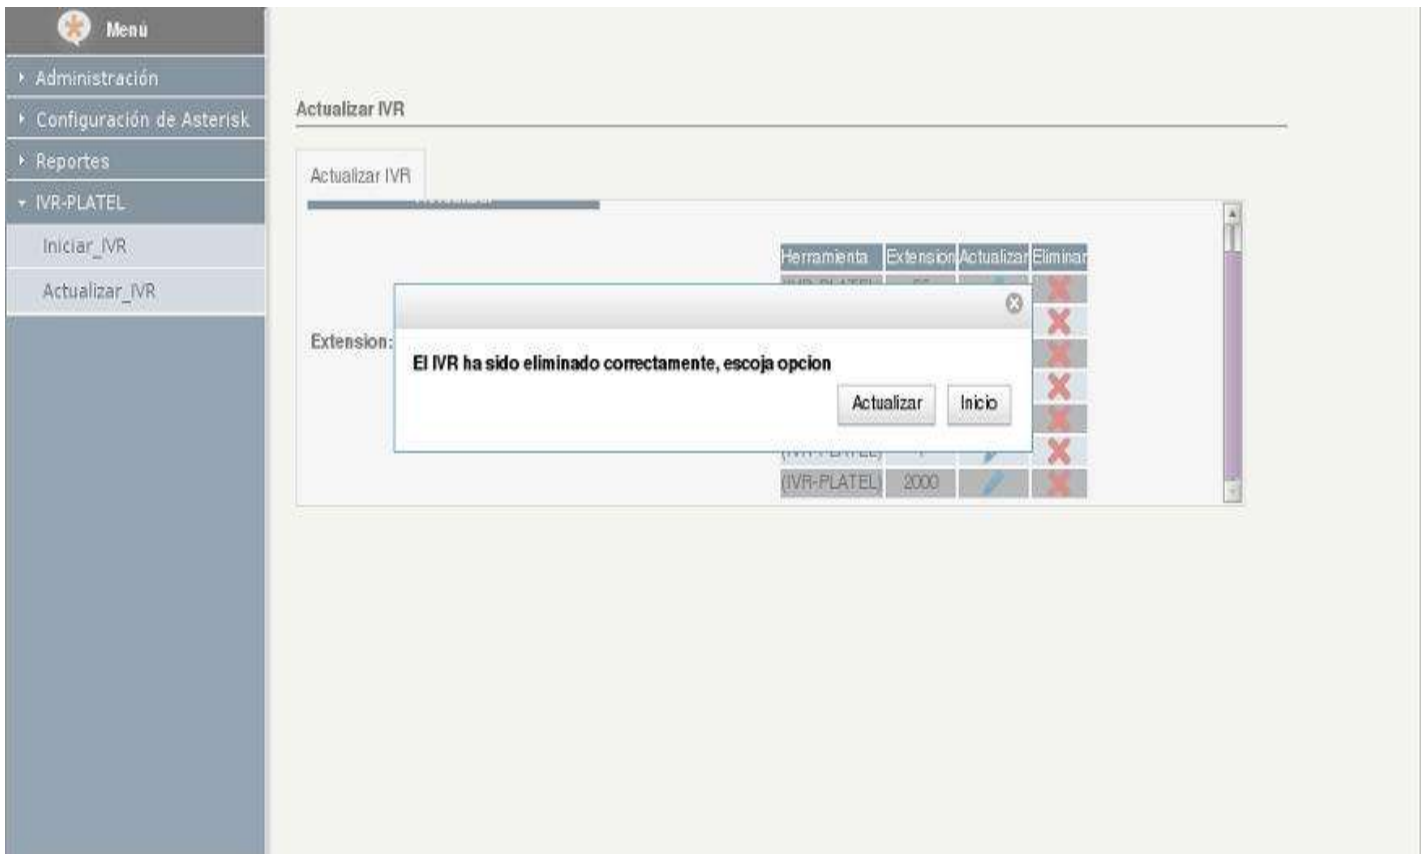 Menú
Administración
Configuración de Asterisk
Reportes
IVR-PLATEL
Iniciar_IVR
Actualizar_IVR
Actualizar IVR
Actualizar IVR
Herramienta Extension Actualizar Eliminar
Extension:
El IVR ha sido eliminado correctamente, escoja opcion
Actualizar Inicio
(IVR-PLATEL) 2000